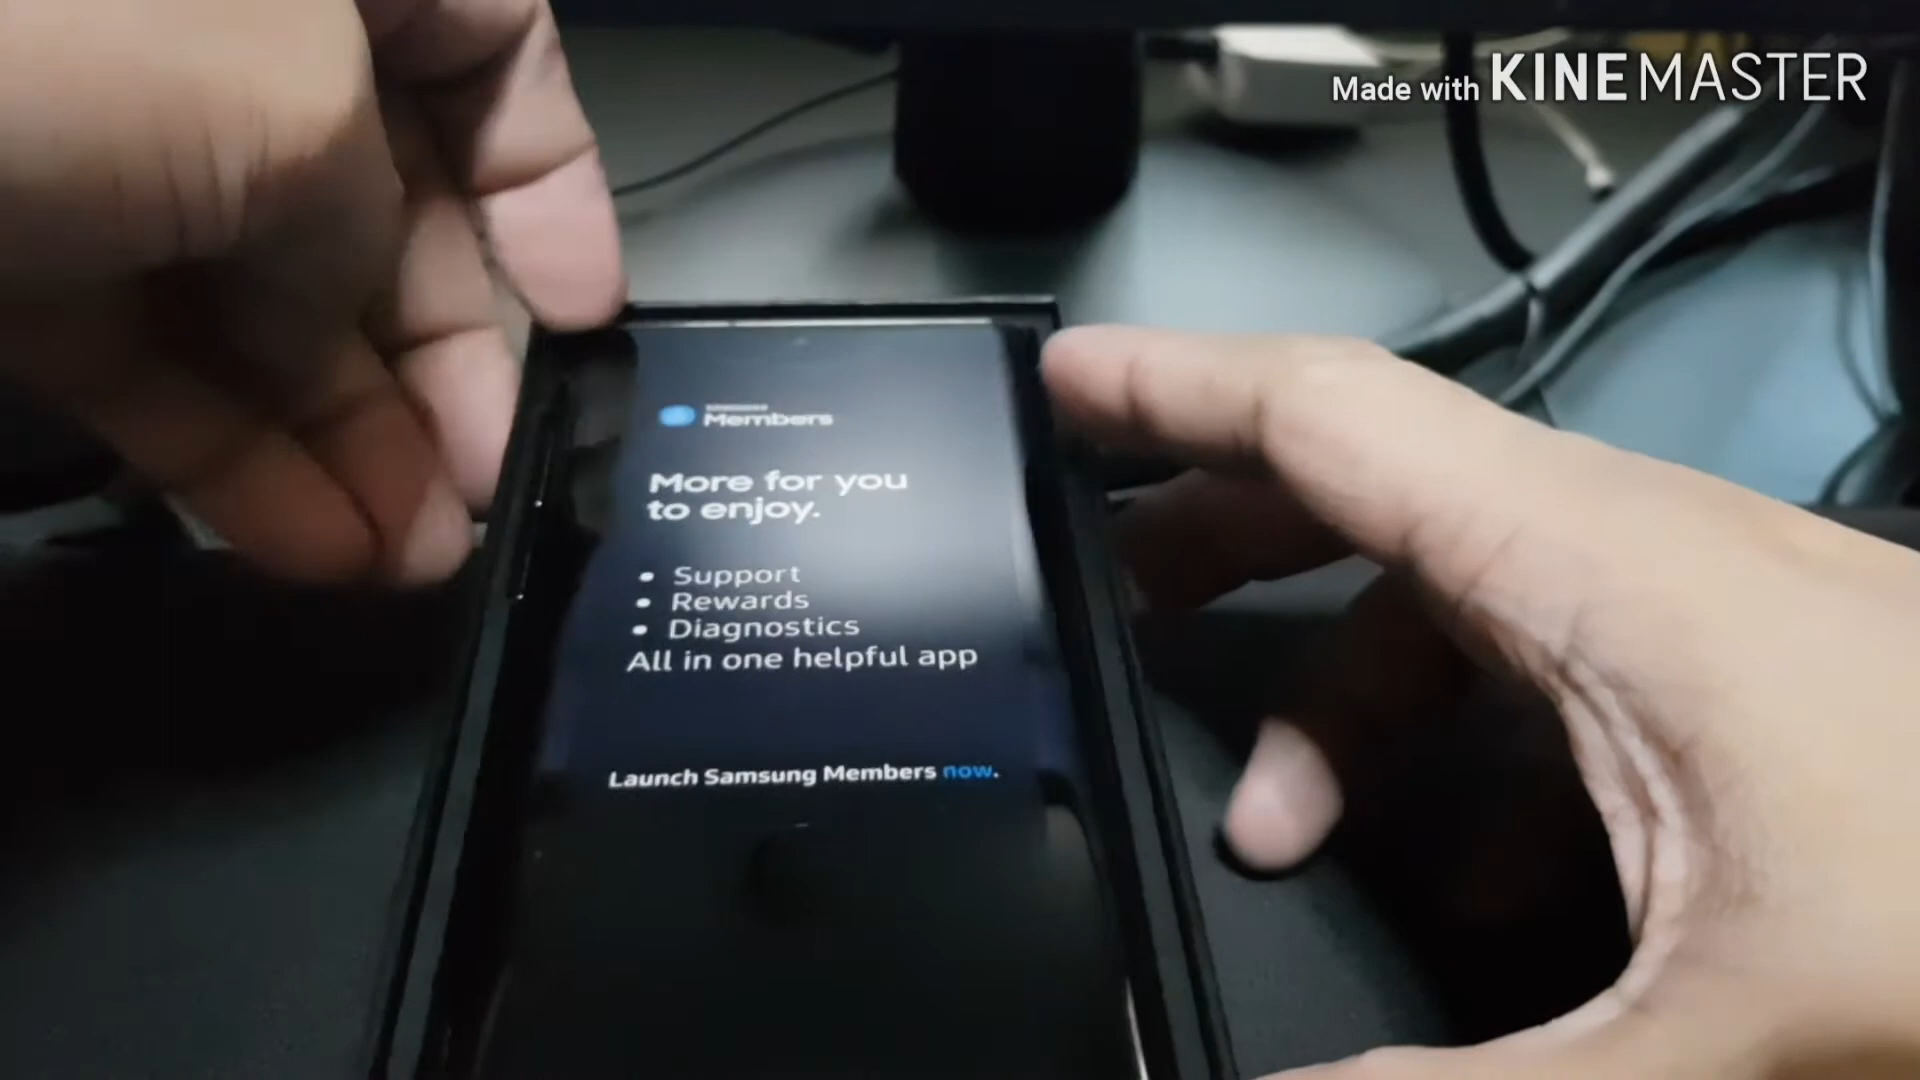 Made with KINEMASTER
Members
More for you
to enjoy.
• Support
• Rewards
• Diagnostics
All in one helpful app
Launch Samsung Members now.